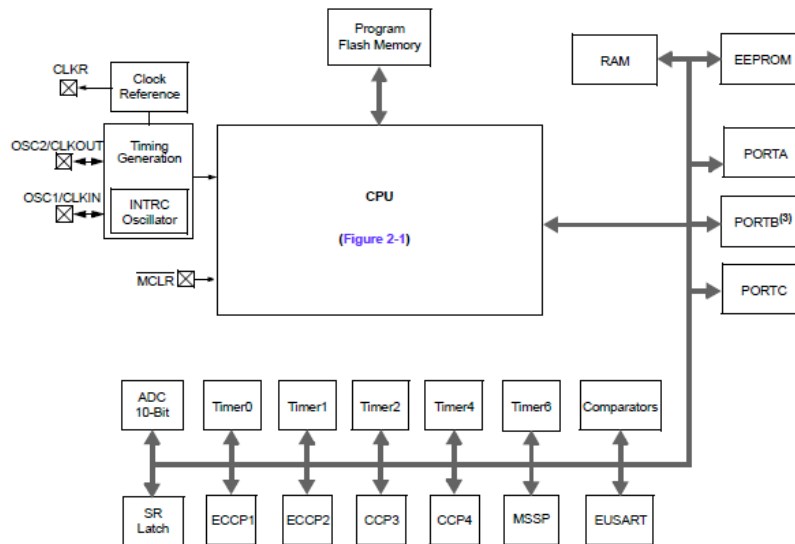 Program
Flash Memory
RAM
EEPROM
CLKR
Clock
Reference
OSC2/CLKOUT
Timing
Generation
PORTA
OSC1/CLKIN
INTRC
Oscillator
CPU
(Figure 2-1)
PORTB(3)
MCLR
PORTC
ADC
10-Bit
Timer0
Timer1
Timer2
Timer4
Timer6
Comparators
SR
Latch
ECCP1
ECCP2
CCP3
CCP4
MSSP
EUSART